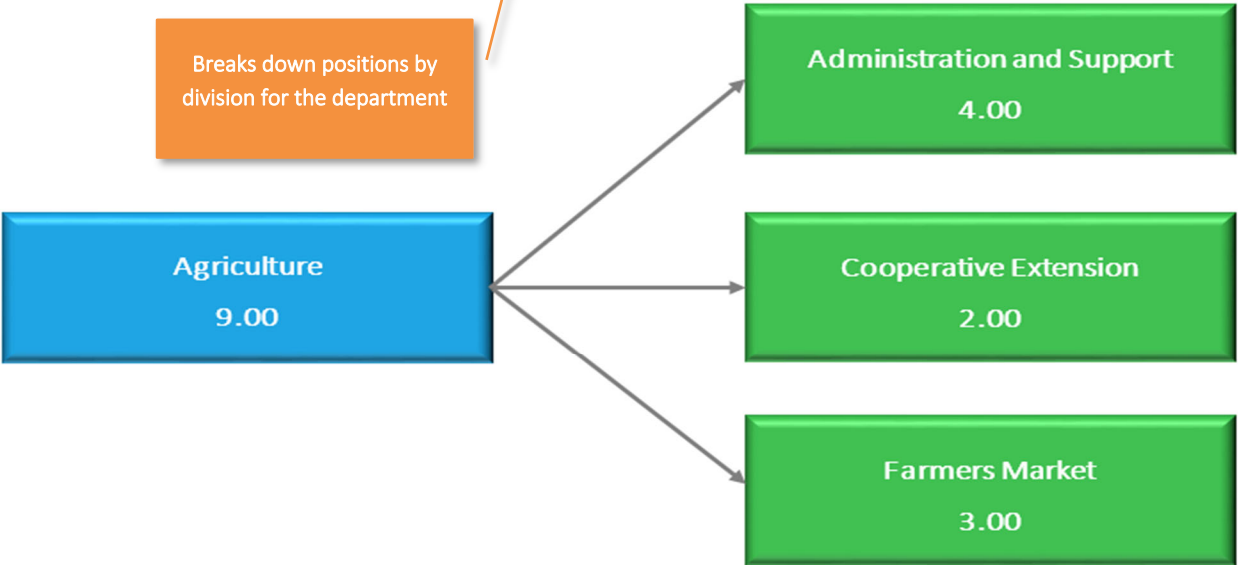 Breaks down positions by
division for the department
Administration and Support
4.00
Agriculture
9.00
Cooperative Extension
2.00
Farmers Market
3.00